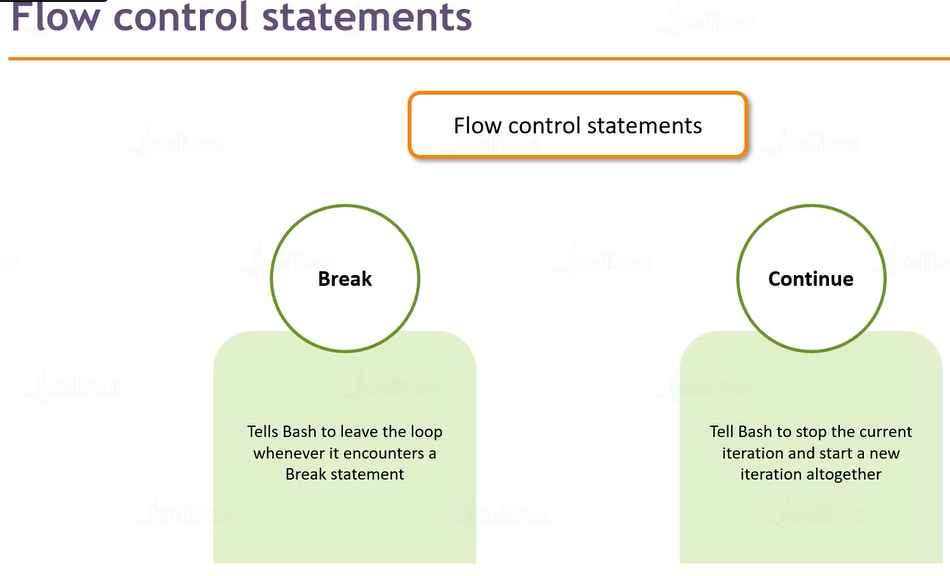 Flow control statements
Flow control statements
Break
Continue
Tells Bash to leave the loop
whenever it encounters a
Break statement
Tell Bash to stop the current
iteration and start a new
iteration altogether